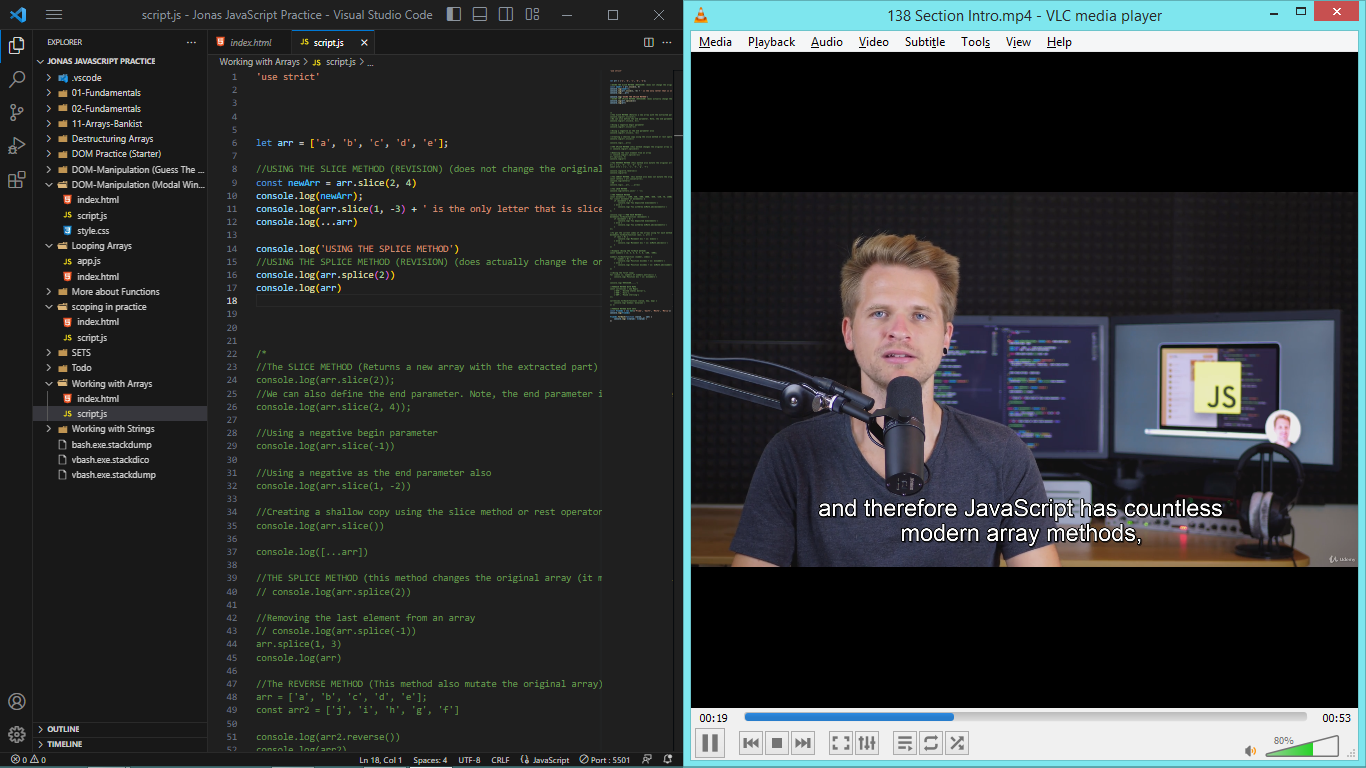 script.js - Jonas JavaScript Practice - Visual Studio Code
EXPLORER
JONAS JAVASCRIPT PRACTICE
.vscode
01-Fundamentals
02-Fundamentals
11-Arrays-Bankist
Destructuring Arrays
DOM Practice (Starter)
DOM-Manipulation (Guess The ...
DOM-Manipulation (Modal Win...
index.html
JS script.js
style.css
Looping Arrays
JS app.js
index.html
More about Functions
scoping in practice
index.html
JS script.js
SETS
Todo
Working with Arrays
index.html
JS script.js
Working with Strings
bash.exe.stackdump
vbash.exe.stackdico
vbash.exe.stackdump
OUTLINE
TIMELINE
index.html
JS script.js
Working with Arrays > JS script.js > ...
1 'use strict'
2
3
4
5
6 let arr = ['a', 'b', 'c', 'd', 'e'];
7
8 //USING THE SLICE METHOD (REVISION) (does not change the original
9 const newArr = arr.slice(2, 4)
10 console.log(newArr);
11 console.log(arr.slice(1, -3) + ' is the only letter that is slice
12 console.log(...arr)
13
14 console.log('USING THE SPLICE METHOD')
15 //USING THE SPLICE METHOD (REVISION) (does actually change the or
16 console.log(arr.splice(2))
17 console.log(arr)
18
19
20
21
22 /*
23 //The SLICE METHOD (Returns a new array with the extracted part)
24 console.log(arr.slice(2));
25 //We can also define the end parameter. Note, the end parameter i
26 console.log(arr.slice(2, 4));
27
28 //Using a negative begin parameter
29 console.log(arr.slice(-1))
30
31 //Using a negative as the end parameter also
32 console.log(arr.slice(1, -2))
33
34 //Creating a shallow copy using the slice method or rest operator
35 console.log(arr.slice())
36
37 console.log([...arr])
38
39 //THE SPLICE METHOD (this method changes the original array (it m
40 // console.log(arr.splice(2))
41
42 //Removing the last element from an array
43 // console.log(arr.splice(-1))
44 arr.splice(1, 3)
45 console.log(arr)
46
47 //The REVERSE METHOD (This method also mutate the original array)
48 arr = ['a', 'b', 'c', 'd', 'e'];
49 const arr2 = ['j', 'i', 'h', 'g', 'f']
50
51 console.log(arr2.reverse())
52 console.log(arr2)
0 0
Ln 18, Col 1 Spaces: 4 UTF-8 CRLF {} JavaScript Port : 5501
138 Section Intro.mp4 - VLC media player
Media Playback Audio Video Subtitle Tools View Help
JS
and therefore JavaScript has countless
modern array methods,
Udemy
00:19
00:53
80%